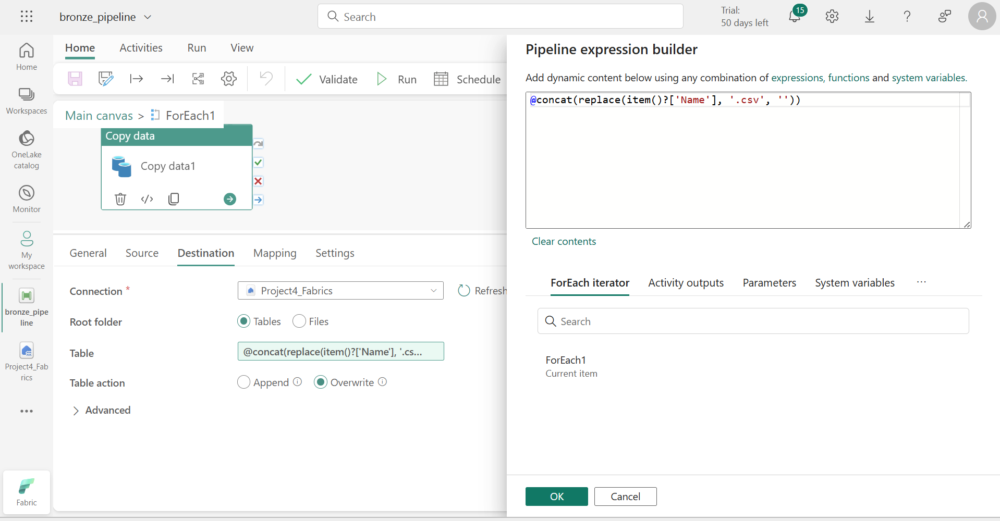 bronze_pipeline
Search
Trial:
50 days left
15
Home
Workspaces
OneLake
catalog
Monitor
My
workspace
bronze_pipe
line
Project4_Fab
rics
Fabric
Home
Activities
Run
View
Validate
Run
Schedule
Main canvas > ForEach1
Copy data
Copy data1
General
Source
Destination
Mapping
Settings
Connection *
Project4_Fabrics
Refresh
Root folder
Tables
Files
Table
@concat(replace(item()?['Name'], '.cs...
Table action
Append
Overwrite
Advanced
Pipeline expression builder
Add dynamic content below using any combination of expressions, functions and system variables.
@concat(replace(item()?['Name'], '.csv', ''))
Clear contents
ForEach iterator
Activity outputs
Parameters
System variables
...
Search
ForEach1
Current item
OK
Cancel